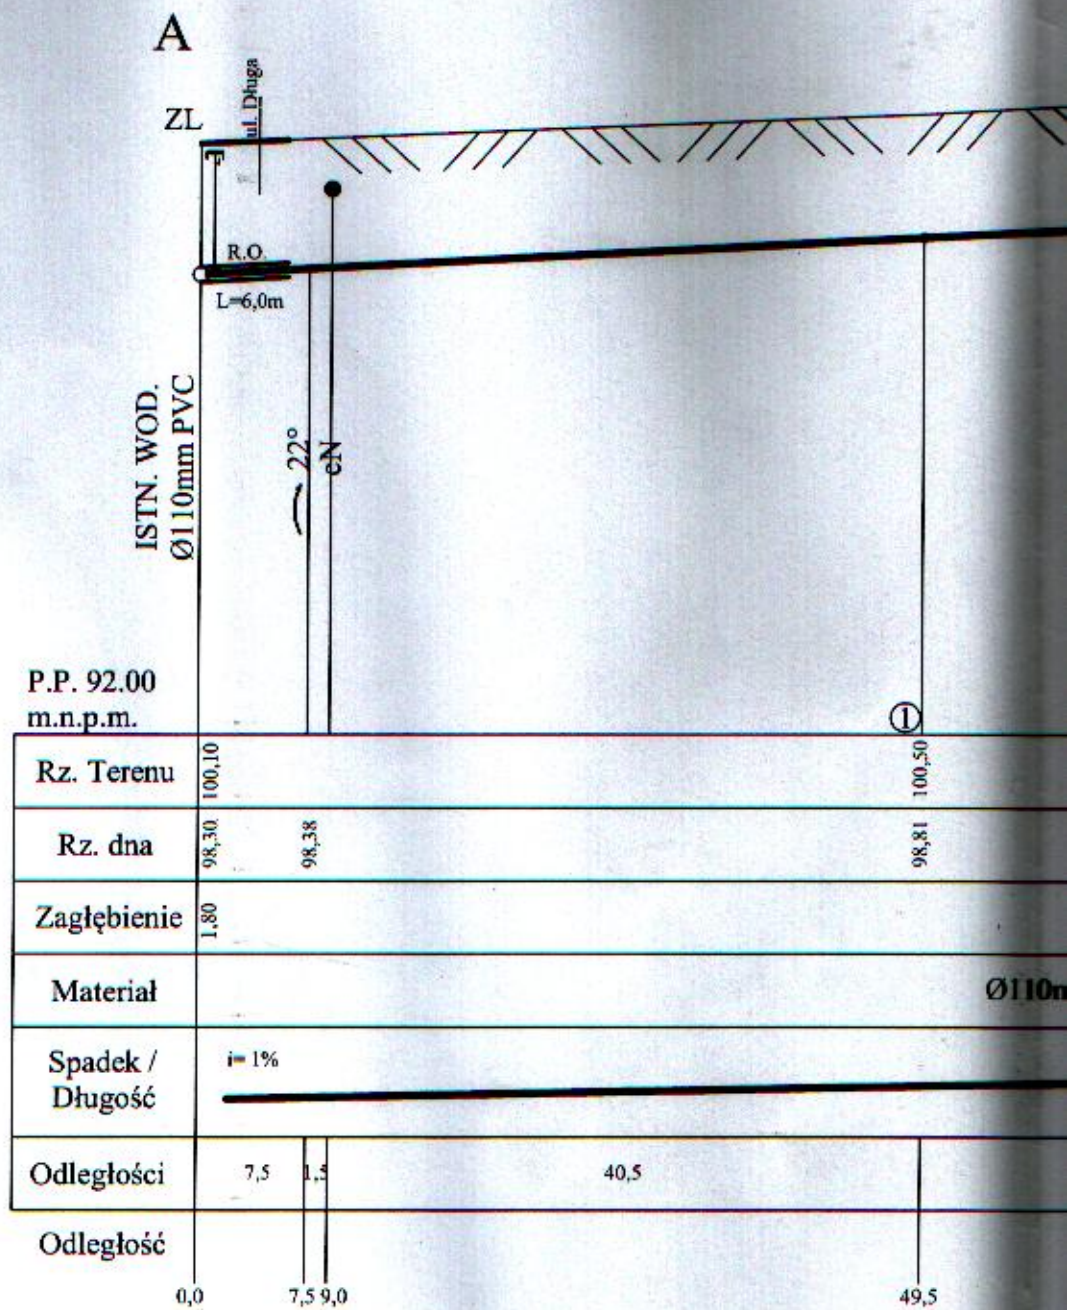 A
ul. Długa
ZL
R.O.
L=6,0m
ISTN. WOD.
Ø110mm PVC
22°
eN
P.P. 92.00
m.n.p.m.
1
Rz. Terenu 100,10 100,50
Rz. dna 98,30 98,38 98,81
Zagłębienie 1,80
Materiał Ø110m
Spadek / Długość i= 1%
Odległości 7,5 1,5 40,5
Odległość
0,0 7,5 9,0 49,5